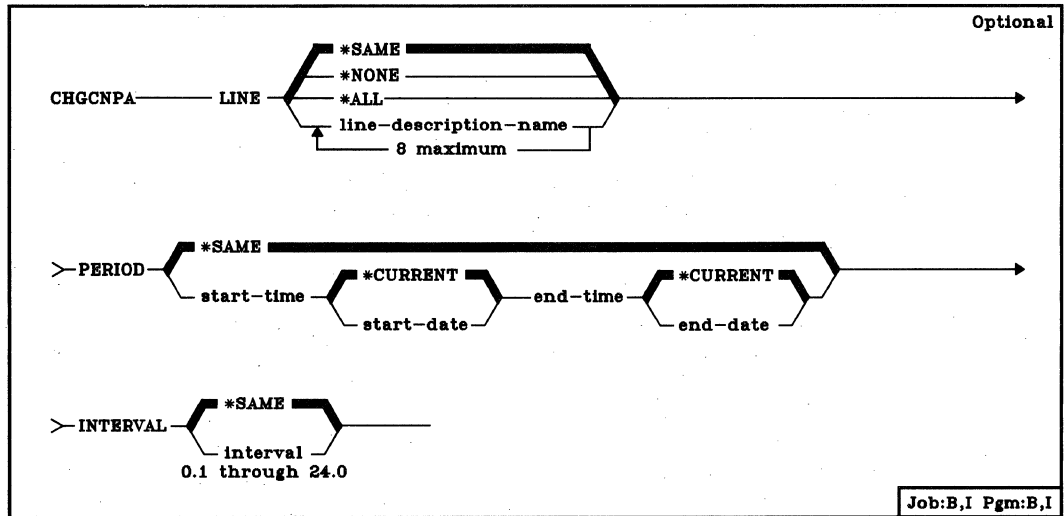 Optional
*SAME
*NONE
CHGCNPA LINE *ALL
line-description-name
8 maximum
*SAME
PERIOD *CURRENT *CURRENT
start-time end-time
start-date end-date
*SAME
INTERVAL
interval
0.1 through 24.0
Job:B,I Pgm:B,I